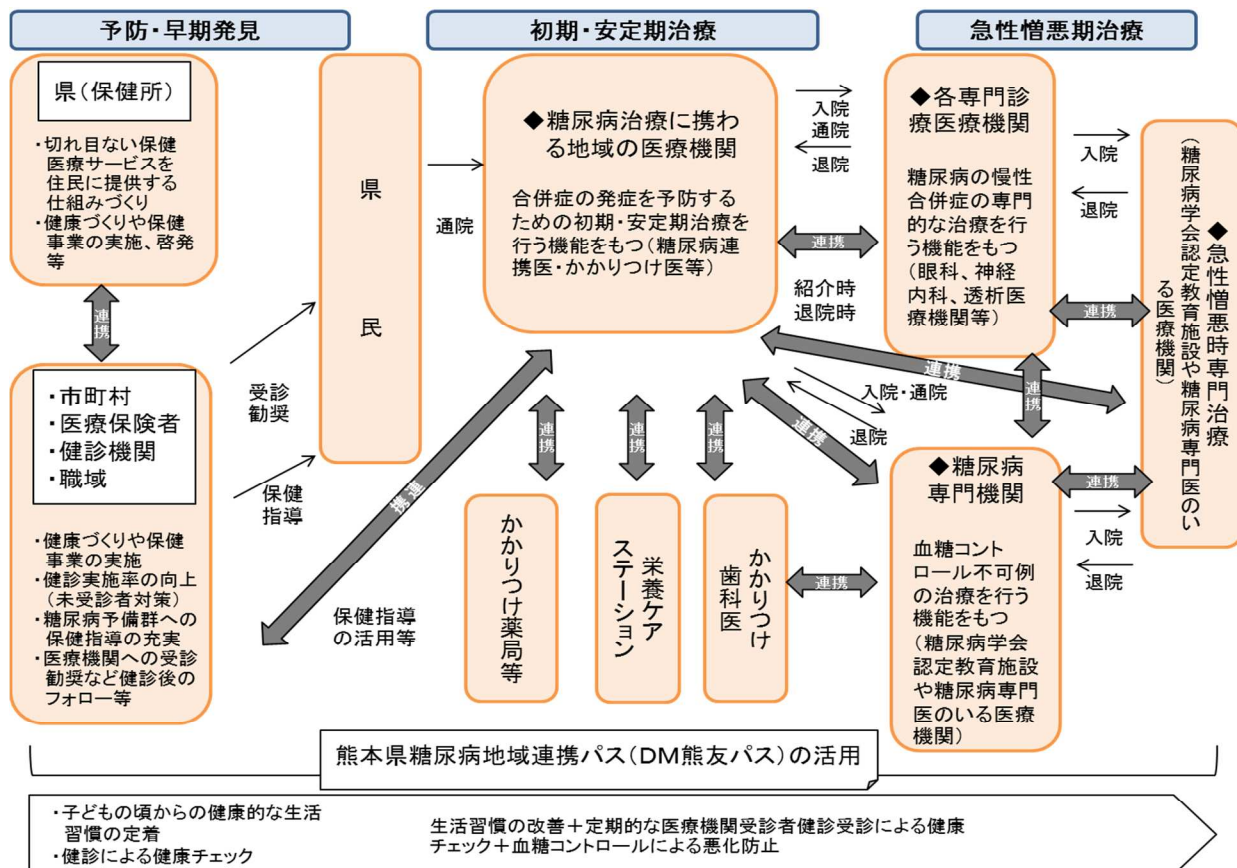 予防・早期発見
初期・安定期治療
急性憎悪期治療
県(保健所)
・切れ目ない保健
医療サービスを
住民に提供する
仕組みづくり
・健康づくりや保健
事業の実施、啓発
等
連携
・市町村
・医療保険者
・健診機関
・職域
・健康づくりや保健
事業の実施
・健診実施率の向上
(未受診者対策)
・糖尿病予備群への
保健指導の充実
・医療機関への受診
勧奨など健診後の
フォロー等
受診
勧奨
保健
指導
県
民
通院
◆糖尿病治療に携わ
る地域の医療機関
合併症の発症を予防する
ための初期・安定期治療を
行う機能をもつ(糖尿病連
携医・かかりつけ医等)
連携
保健指導
の活用等
連携
連携
連携
かかりつけ薬局等
栄養ケア
ステーション
かかりつけ
歯科医
入院
通院
退院
連携
紹介時
退院時
連携
入院・通院
退院
連携
連携
◆各専門診
療医療機関
糖尿病の慢性
合併症の専門
的な治療を行
う機能をもつ
(眼科、神経
内科、透析医
療機関等)
連携
◆糖尿病
専門機関
血糖コント
ロール不可例
の治療を行う
機能をもつ
(糖尿病学会
認定教育施設
や糖尿病専門
医のいる医療
機関)
入院
退院
連携
連携
入院
退院
◆急性憎悪時専門治療
(糖尿病学会認定教育施設や糖尿病専門医のい
る医療機関)
熊本県糖尿病地域連携パス(DM熊友パス)の活用
・子どもの頃からの健康的な生活
習慣の定着
・健診による健康チェック
生活習慣の改善+定期的な医療機関受診者健診受診による健康
チェック+血糖コントロールによる悪化防止